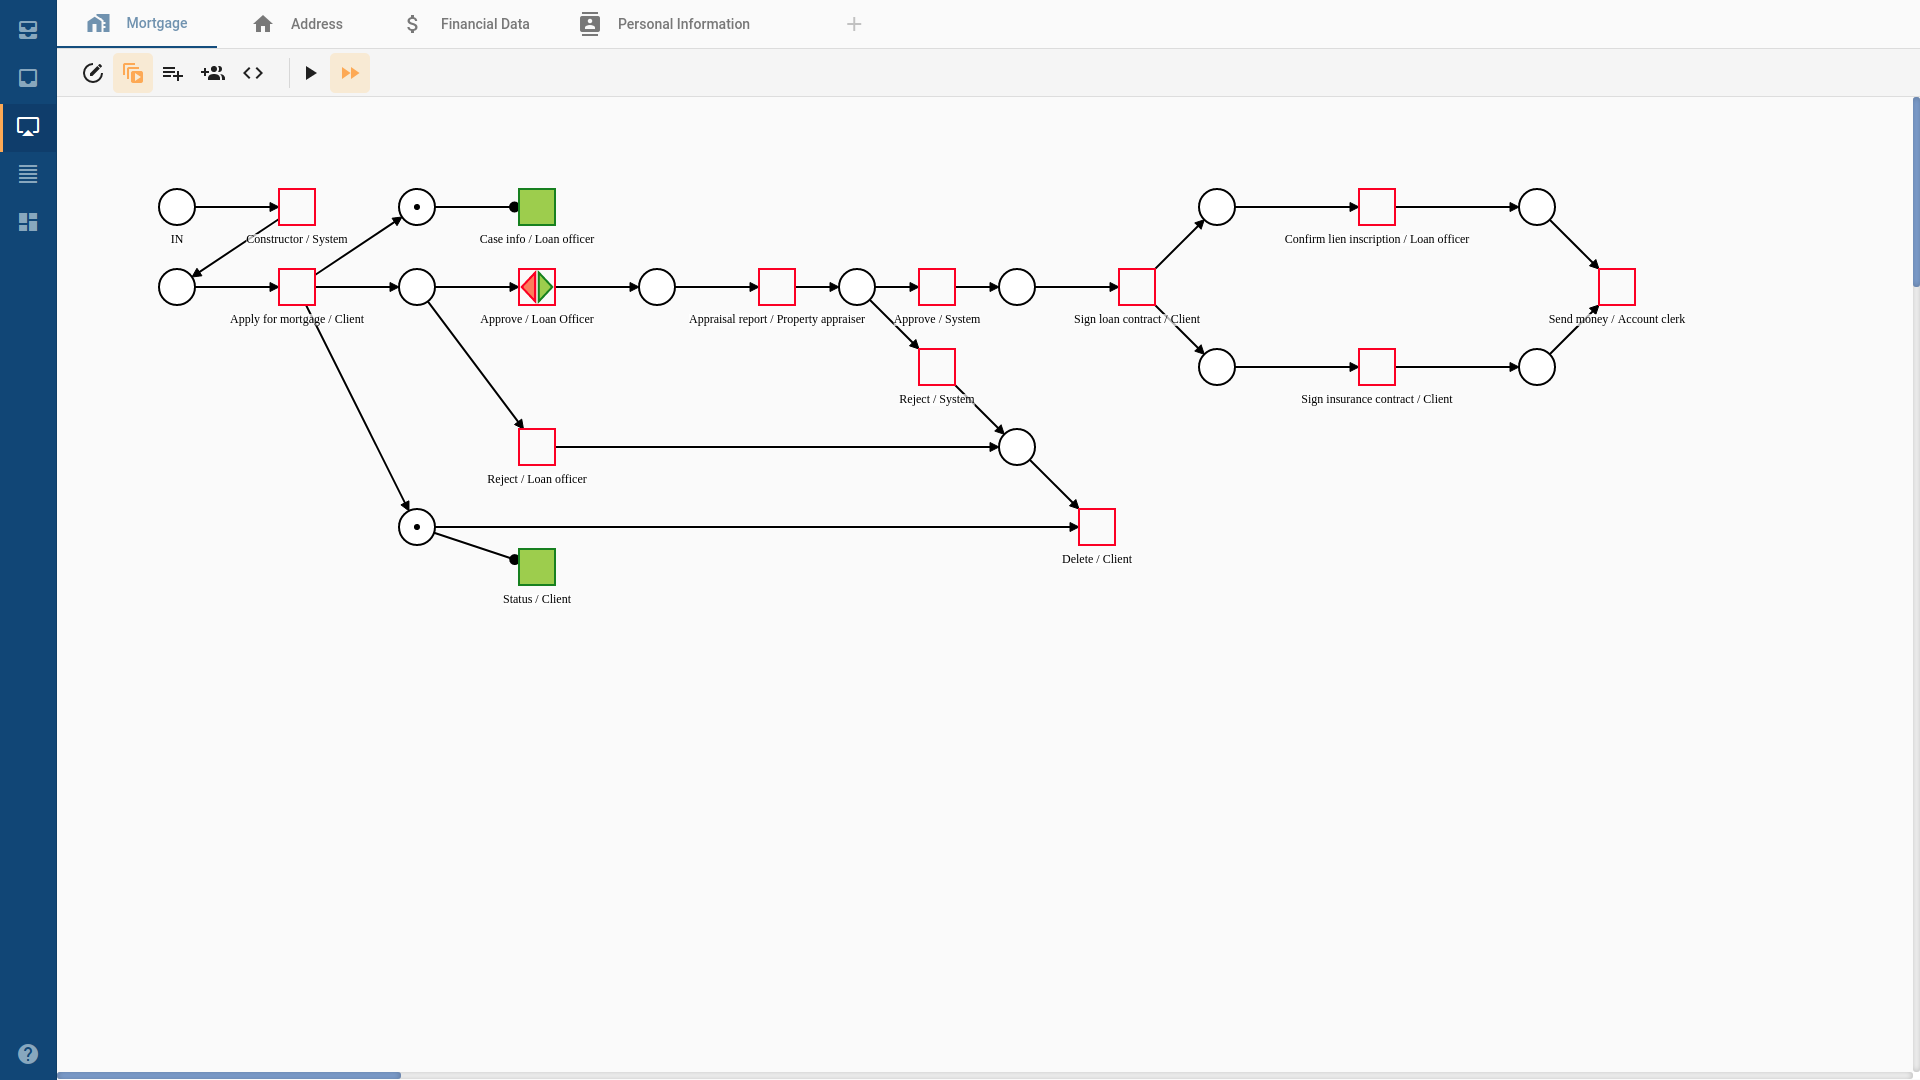 Mortgage
Address
Financial Data
Personal Information
IN
Constructor / System
Case info / Loan officer
Confirm lien inscription / Loan officer
Apply for mortgage / Client
Approve / Loan Officer
Appraisal report / Property appraiser
Approve / System
Sign loan contract / Client
Send money / Account clerk
Reject / System
Sign insurance contract / Client
Reject / Loan officer
Delete / Client
Status / Client